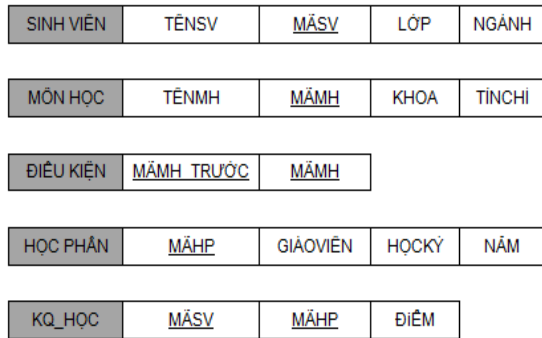 SINH VIÊN TÊNSV MÃSV LỚP NGÀNH
MÔN HỌC TÊNMH MÃMH KHOA TÍNCHỈ
ĐIỀU KIỆN MÃMH_TRƯỚC MÃMH
HỌC PHẦN MÃHP GIÁOVIÊN HỌCKỲ NĂM
KQ_HỌC MÃSV MÃHP ĐIỂM